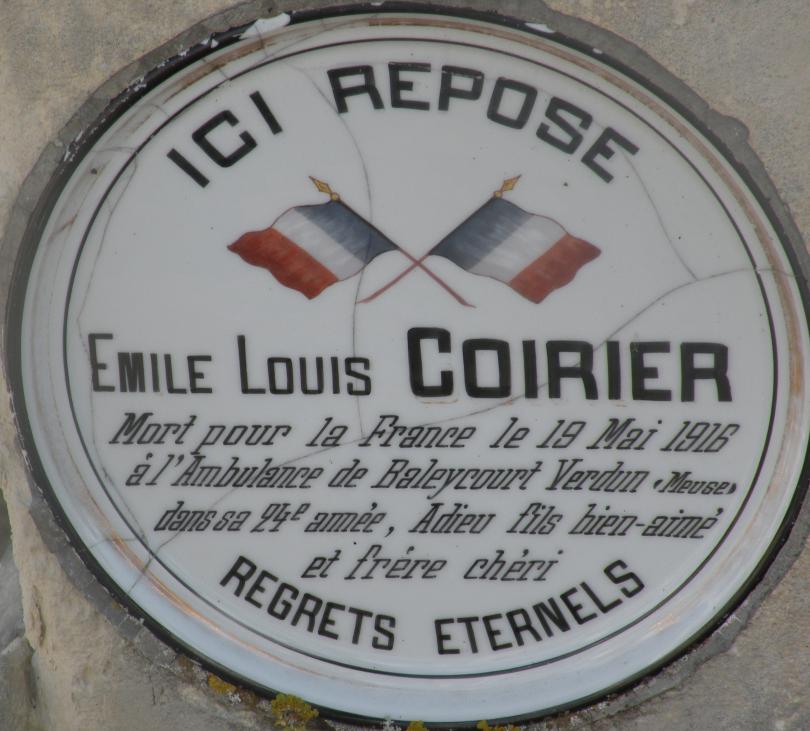 ICI REPOSE
EMILE LOUIS COIRIER
Mort pour la France le 19 Mai 1916
à l'Ambulance de Baleycourt Verdun (Meuse)
dans sa 24e année, Adieu fils bien-aimé
et frére chéri
REGRETS ETERNELS